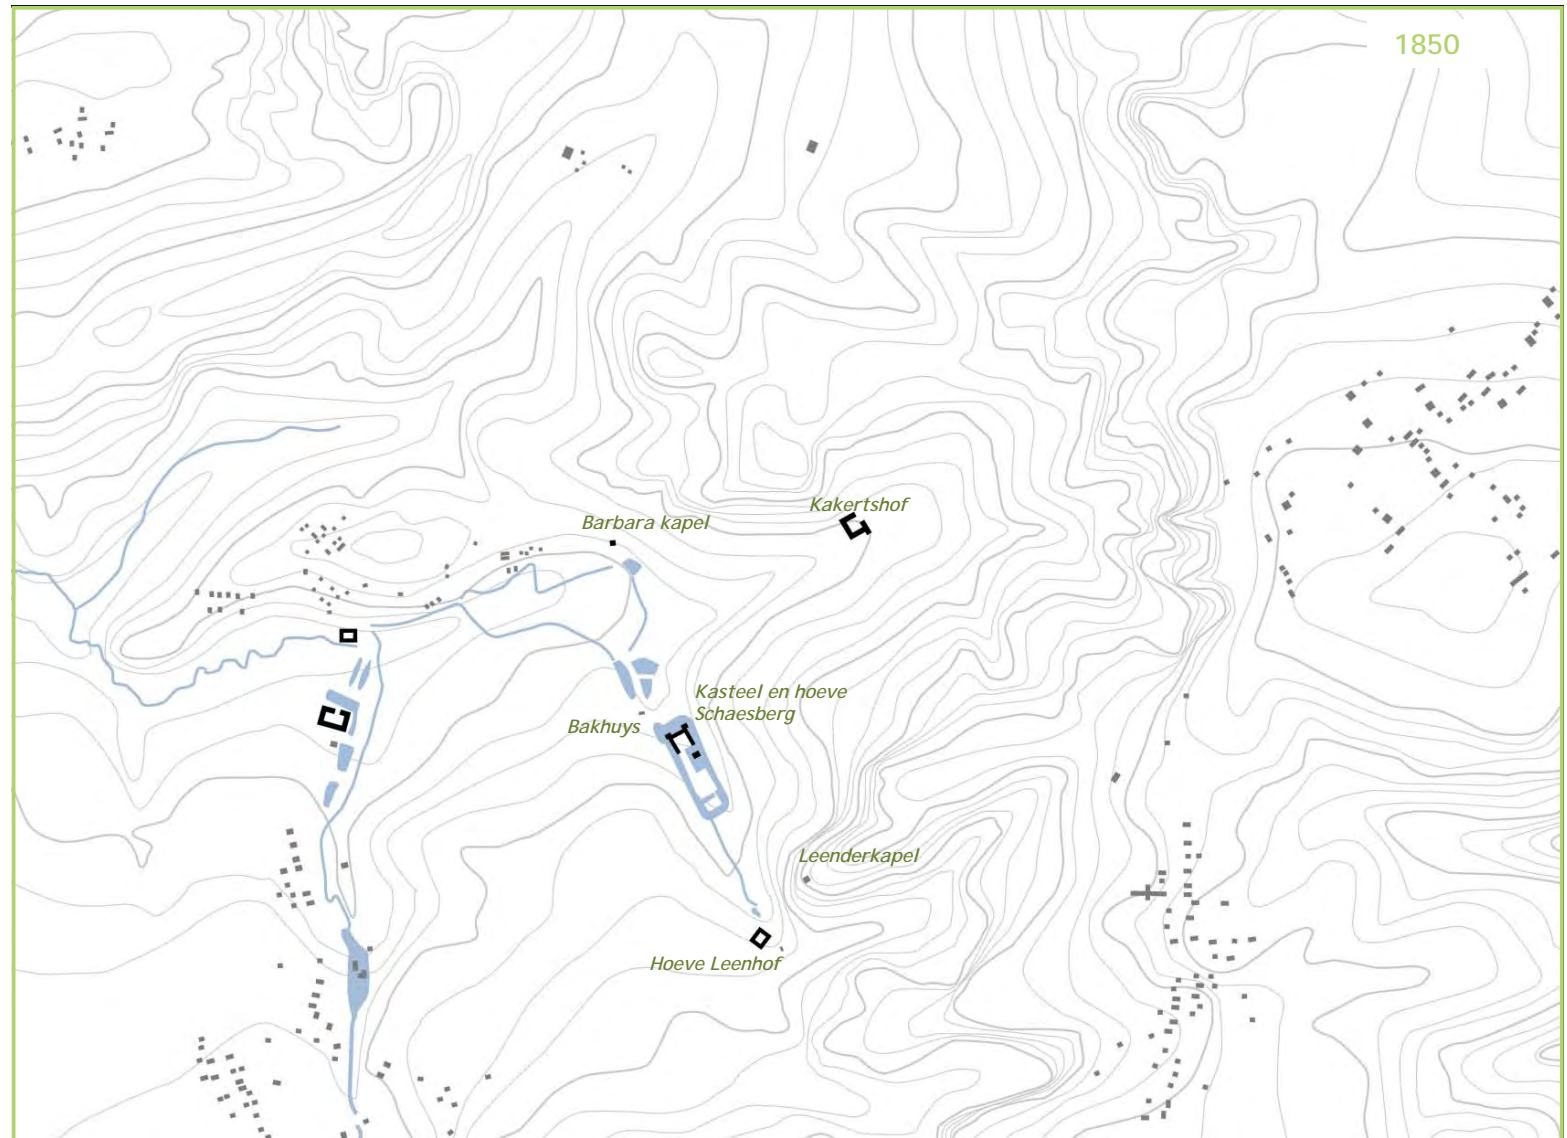 1850
Kakertshof
Barbara kapel
Kasteel en hoeve
Schaesberg
Bakhuys
Leenderkapel
Hoeve Leenhof